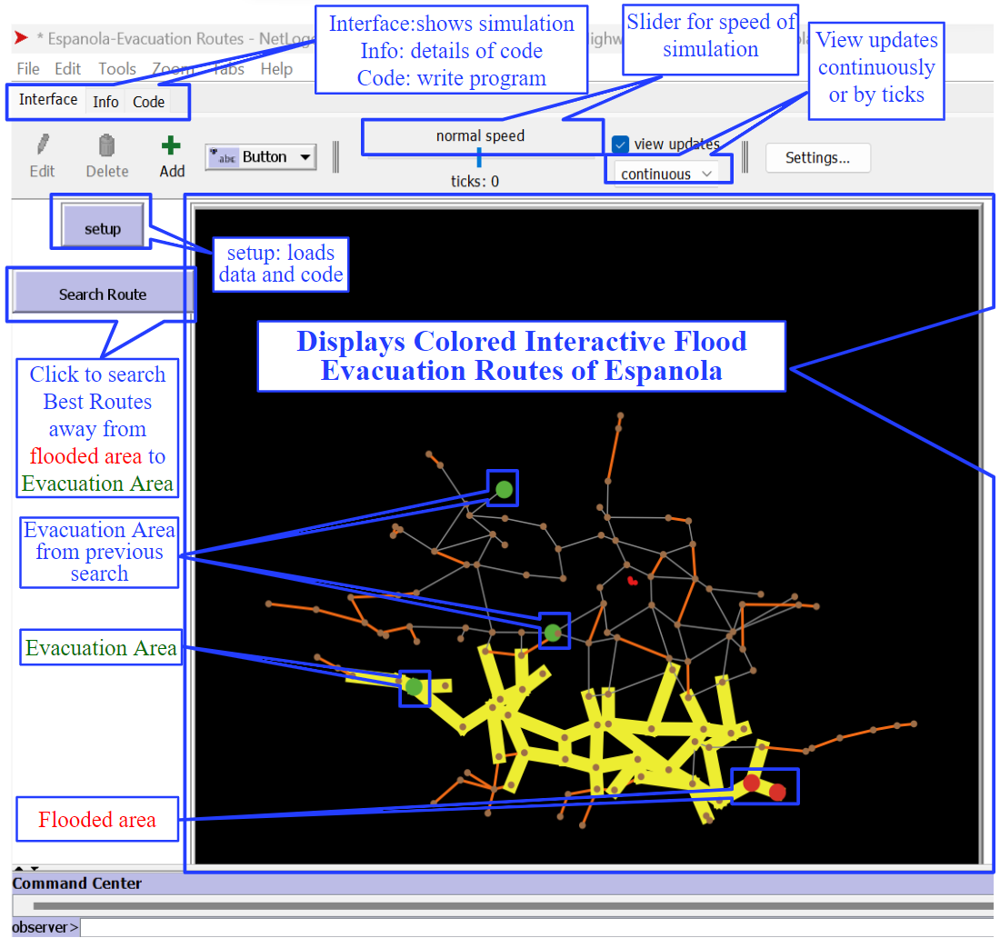 * Espanola-Evacuation Routes - NetLogo
Interface:shows simulation
Info: details of code
Code: write program
Slider for speed of
simulation
View updates
continuously
or by ticks
File Edit Tools Zoom Tabs Help
Interface Info Code
Edit
Delete
Add
abc Button
normal speed
ticks: 0
view updates
continuous
Settings...
setup
setup: loads
data and code
Search Route
Click to search
Best Routes
away from
flooded area to
Evacuation Area
Displays Colored Interactive Flood
Evacuation Routes of Espanola
Evacuation Area
from previous
search
Evacuation Area
Flooded area
Command Center
observer>